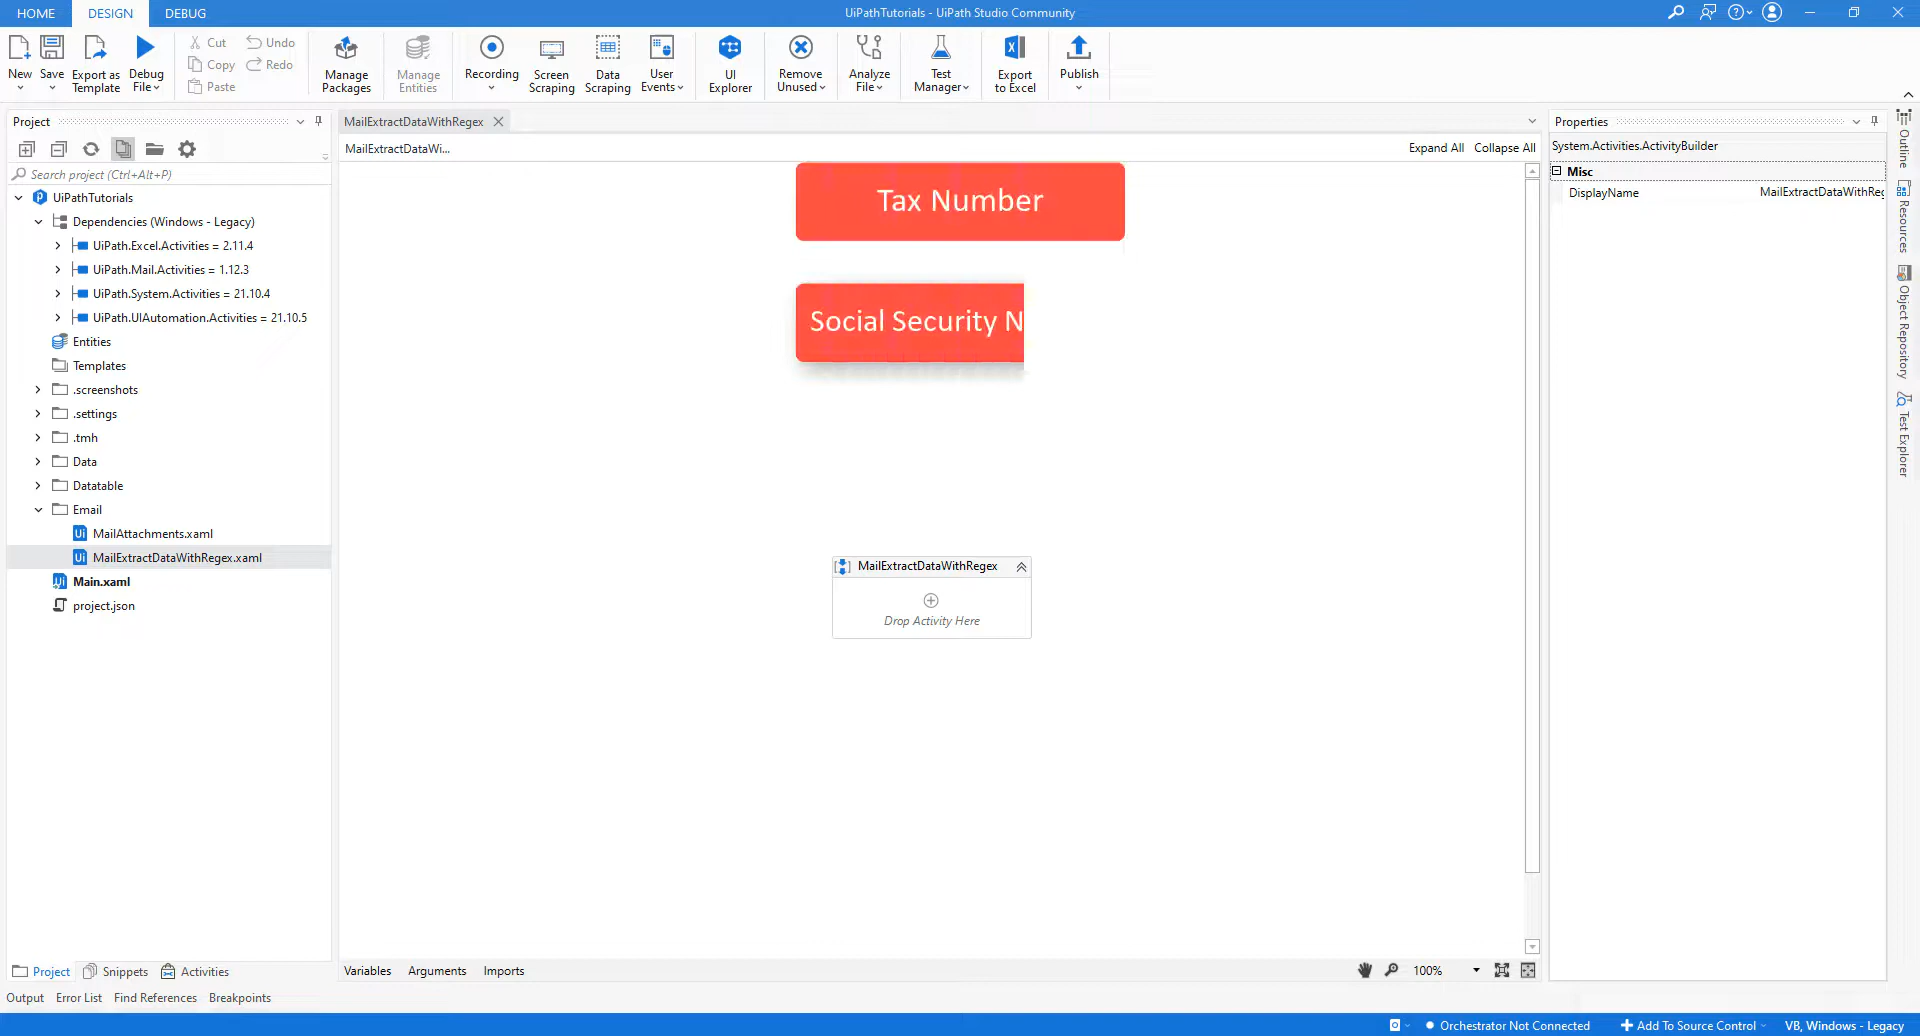 HOME DESIGN DEBUG
UiPathTutorials - UiPath Studio Community
New Save Export as Template Debug File
Cut Copy Paste Undo Redo
Manage Packages Manage Entities
Recording Screen Scraping Data Scraping User Events
UI Explorer Remove Unused Analyze File Test Manager Export to Excel Publish
Project
Search project (Ctrl+Alt+P)
UiPathTutorials
Dependencies (Windows - Legacy)
UiPath.Excel.Activities = 2.11.4
UiPath.Mail.Activities = 1.12.3
UiPath.System.Activities = 21.10.4
UiPath.UIAutomation.Activities = 21.10.5
Entities
Templates
.screenshots
.settings
.tmh
Data
Datatable
Email
MailAttachments.xaml
MailExtractDataWithRegex.xaml
Main.xaml
project.json
Project Snippets Activities
MailExtractDataWithRegex
MailExtractDataWi...
Expand All Collapse All
Tax Number
Social Security N
MailExtractDataWithRegex
Drop Activity Here
Variables Arguments Imports
100%
Properties
System.Activities.ActivityBuilder
Misc
DisplayName MailExtractDataWithReg
Outline
Resources
Object Repository
Test Explorer
Output Error List Find References Breakpoints
Orchestrator Not Connected Add To Source Control VB, Windows - Legacy